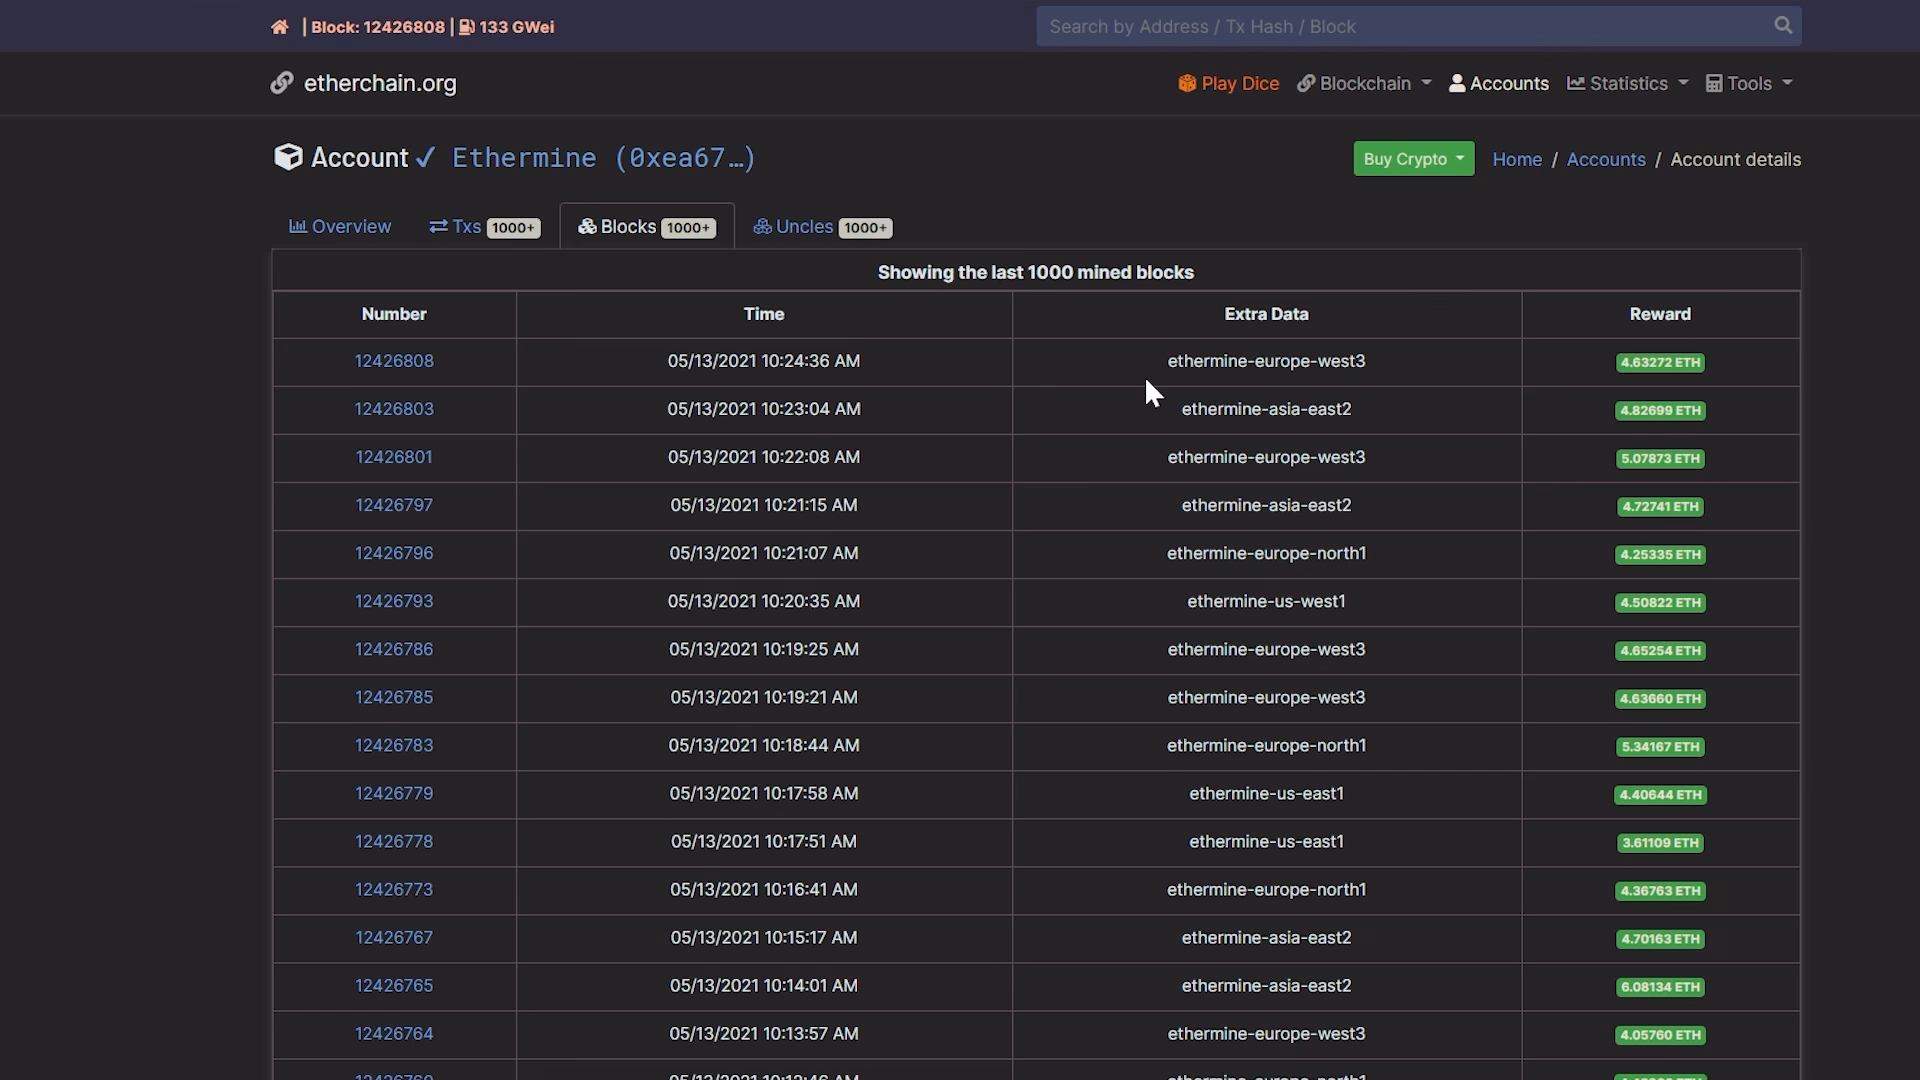 | Block: 12426808 | 133 GWei
Search by Address / Tx Hash / Block
etherchain.org
Play Dice Blockchain Accounts Statistics Tools
Account ✓ Ethermine (0xea67…)
Buy Crypto Home / Accounts / Account details
Overview Txs 1000+ Blocks 1000+ Uncles 1000+
Showing the last 1000 mined blocks
Number Time Extra Data Reward
12426808 05/13/2021 10:24:36 AM ethermine-europe-west3 4.63272 ETH
12426803 05/13/2021 10:23:04 AM ethermine-asia-east2 4.82699 ETH
12426801 05/13/2021 10:22:08 AM ethermine-europe-west3 5.07873 ETH
12426797 05/13/2021 10:21:15 AM ethermine-asia-east2 4.72741 ETH
12426796 05/13/2021 10:21:07 AM ethermine-europe-north1 4.25335 ETH
12426793 05/13/2021 10:20:35 AM ethermine-us-west1 4.50822 ETH
12426786 05/13/2021 10:19:25 AM ethermine-europe-west3 4.65254 ETH
12426785 05/13/2021 10:19:21 AM ethermine-europe-west3 4.63660 ETH
12426783 05/13/2021 10:18:44 AM ethermine-europe-north1 5.34167 ETH
12426779 05/13/2021 10:17:58 AM ethermine-us-east1 4.40644 ETH
12426778 05/13/2021 10:17:51 AM ethermine-us-east1 3.61109 ETH
12426773 05/13/2021 10:16:41 AM ethermine-europe-north1 4.36763 ETH
12426767 05/13/2021 10:15:17 AM ethermine-asia-east2 4.70163 ETH
12426765 05/13/2021 10:14:01 AM ethermine-asia-east2 6.08134 ETH
12426764 05/13/2021 10:13:57 AM ethermine-europe-west3 4.05760 ETH